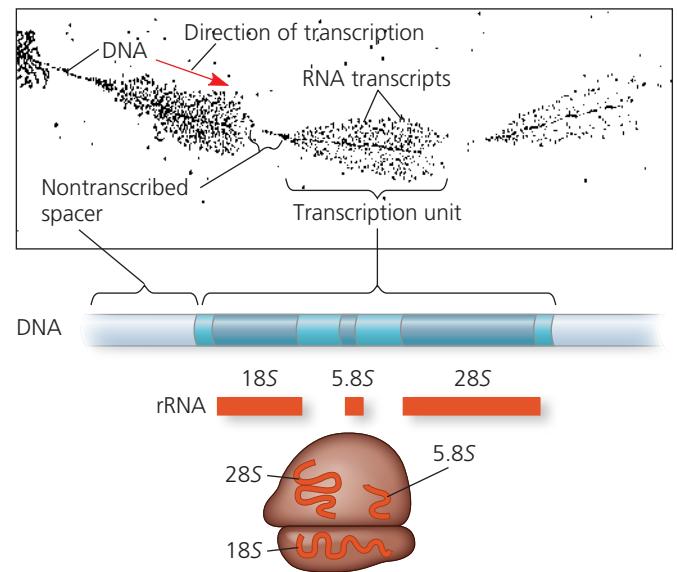 Direction of transcription
DNA
RNA transcripts
Nontranscribed
spacer
Transcription unit
DNA
18S 5.8S 28S
rRNA
5.8S
28S
18S